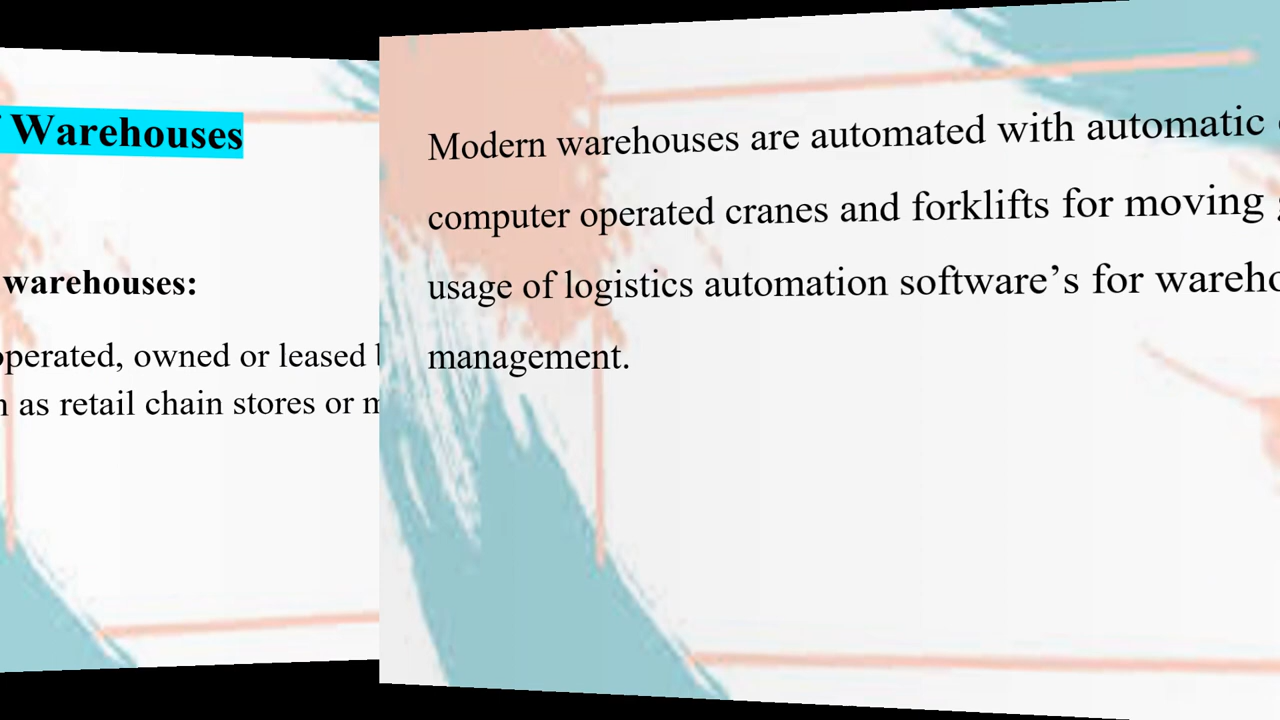 Warehouses
warehouses:
operated, owned or leased
as retail chain stores or
Modern warehouses are automated with automatic
computer operated cranes and forklifts for moving
usage of logistics automation software’s for
management.